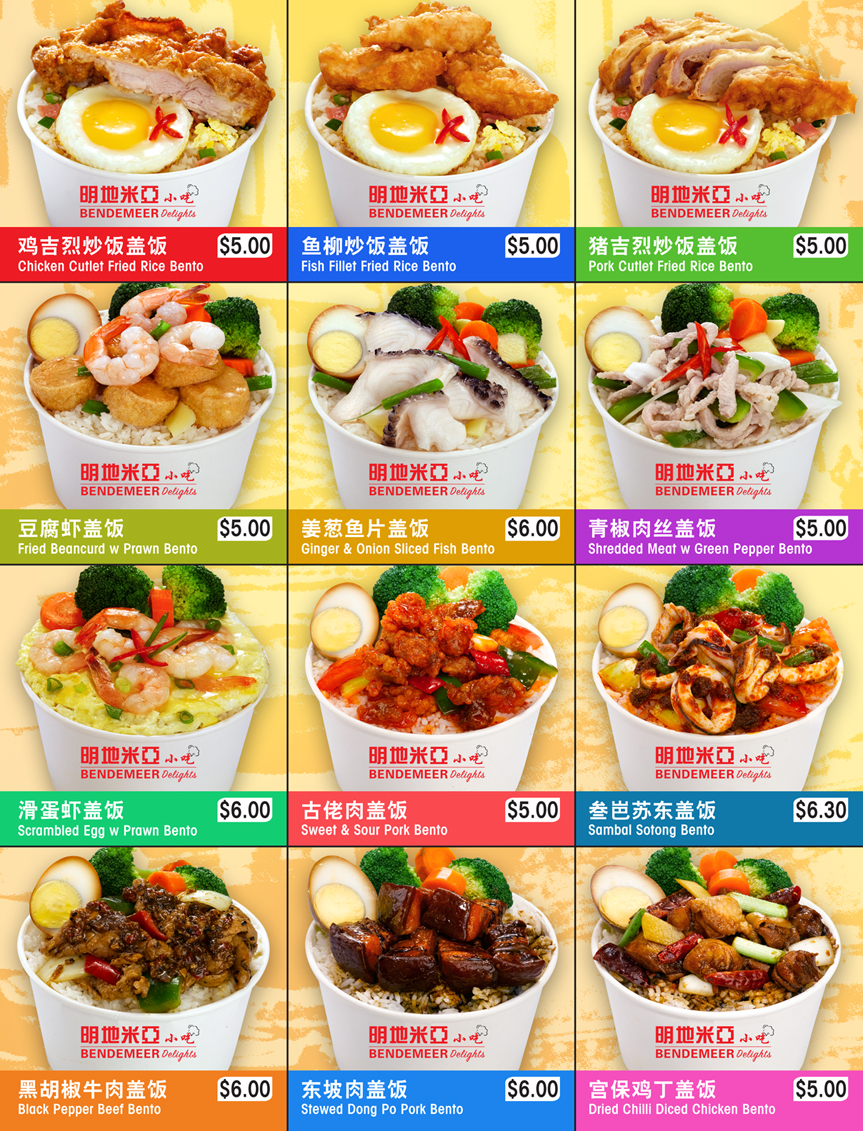 明地米亞 小吃
BENDEMEER Delights
明地米亞 小吃
BENDEMEER Delights
明地米亞 小吃
BENDEMEER Delights
鸡吉烈炒饭盖饭 $5.00
Chicken Cutlet Fried Rice Bento
鱼柳炒饭盖饭 $5.00
Fish Fillet Fried Rice Bento
猪吉烈炒饭盖饭 $5.00
Pork Cutlet Fried Rice Bento
明地米亞 小吃
BENDEMEER Delights
明地米亞 小吃
BENDEMEER Delights
明地米亞 小吃
BENDEMEER Delights
豆腐虾盖饭 $5.00
Fried Beancurd w Prawn Bento
姜葱鱼片盖饭 $6.00
Ginger & Onion Sliced Fish Bento
青椒肉丝盖饭 $5.00
Shredded Meat w Green Pepper Bento
明地米亞 小吃
BENDEMEER Delights
明地米亞 小吃
BENDEMEER Delights
明地米亞 小吃
BENDEMEER Delights
滑蛋虾盖饭 $6.00
Scrambled Egg w Prawn Bento
古佬肉盖饭 $5.00
Sweet & Sour Pork Bento
叁岜苏东盖饭 $6.30
Sambal Sotong Bento
明地米亞 小吃
BENDEMEER Delights
明地米亞 小吃
BENDEMEER Delights
明地米亞 小吃
BENDEMEER Delights
黑胡椒牛肉盖饭 $6.00
Black Pepper Beef Bento
东坡肉盖饭 $6.00
Stewed Dong Po Pork Bento
宫保鸡丁盖饭 $5.00
Dried Chilli Diced Chicken Bento